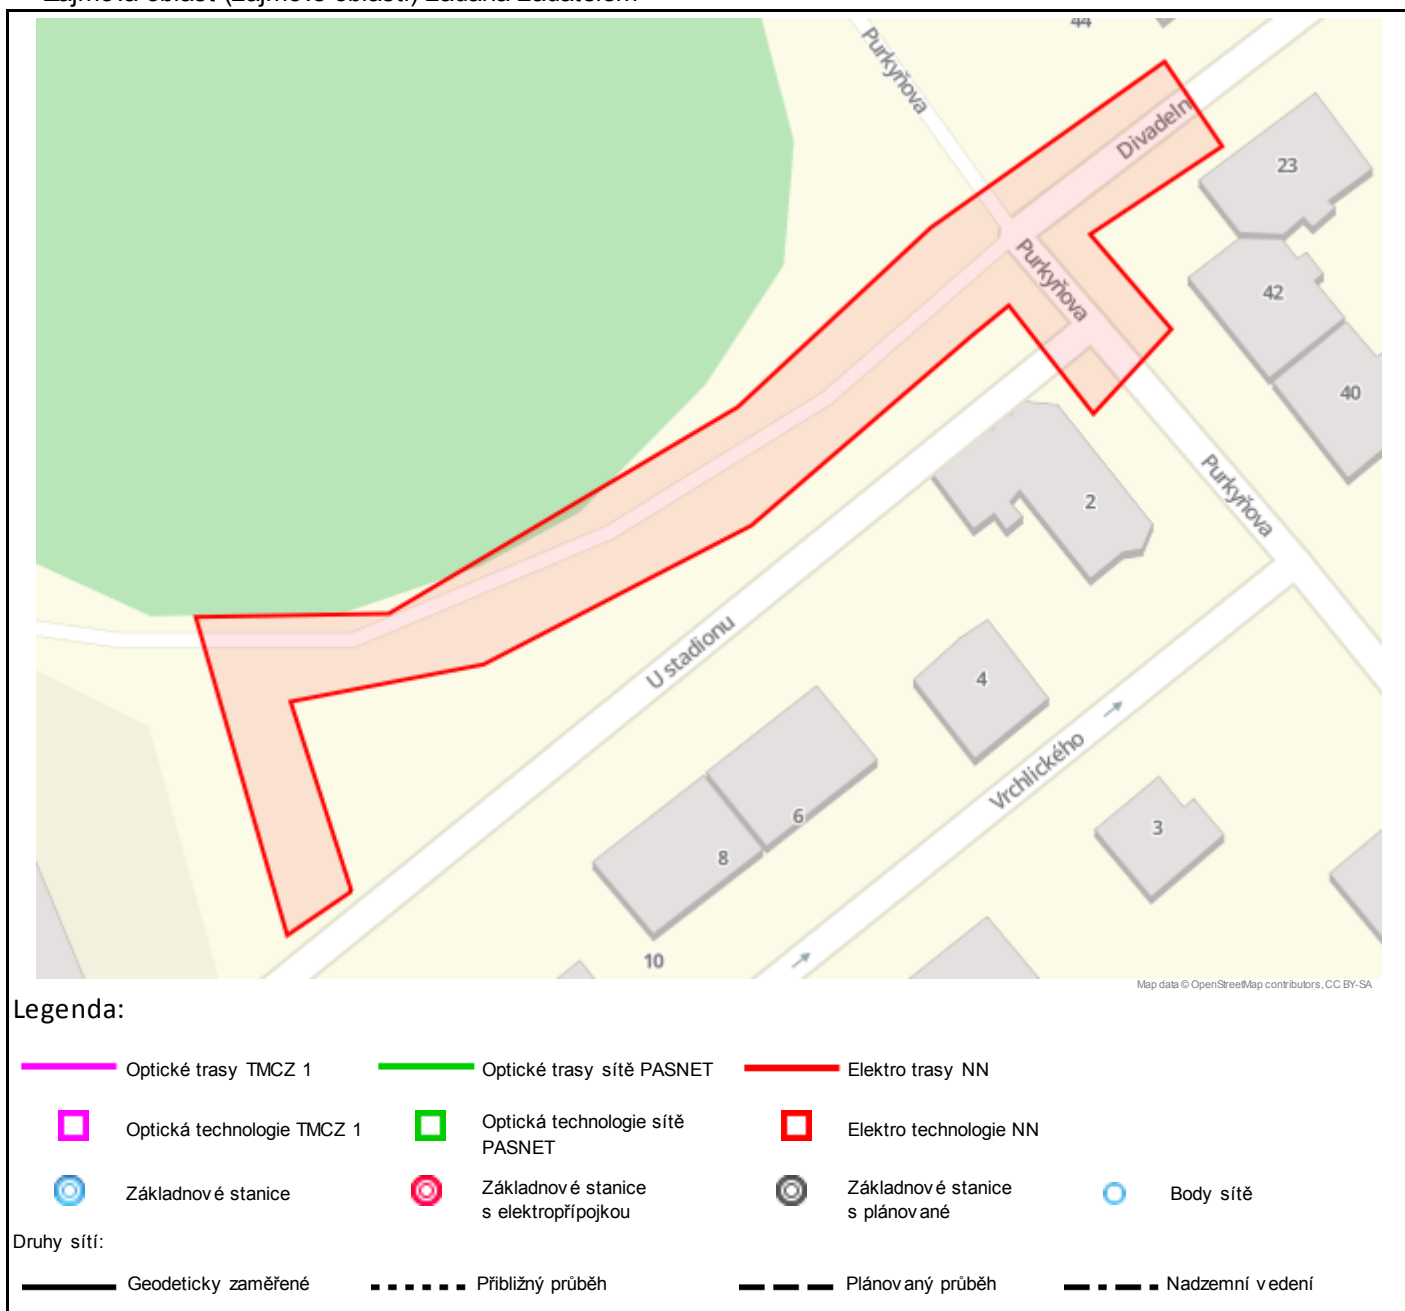 44
Purkyňova
Divadeln
23
Purkyňova
42
40
Purkyňova
2
U stadionu
4
Vrchlického
6
3
8
10
Map data © OpenStreetMap contributors, CC BY-SA
Legenda:
Optické trasy TMCZ 1
Optické trasy sítě PASNET
Elektro trasy NN
Optická technologie TMCZ 1
Optická technologie sítě
PASNET
Elektro technologie NN
Základnové stanice
Základnové stanice
s elektropřípojkou
Základnové stanice
s plánované
Body sítě
Druhy sítí:
Geodeticky zaměřené
Přibližný průběh
Plánovaný průběh
Nadzemní vedení